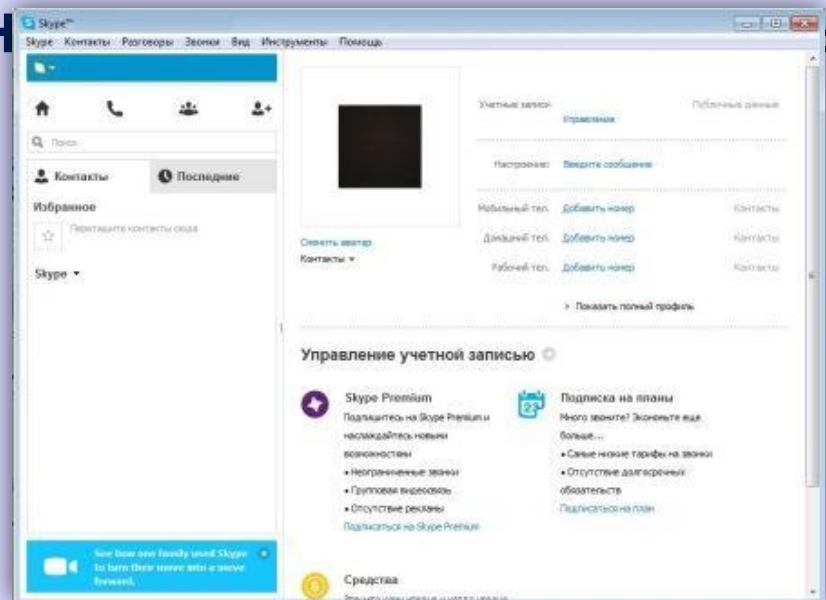 Skype™
Skype Контакты Разговоры Звонки Вид Инструменты Помощь
Поиск
Контакты
Последние
Избранное
Перетащите контакты сюда
Skype
Сменить аватар
Контакты
Учетные записи
Управление
Публичные данные
Настроение: Введите сообщение
Мобильный тел. Добавить номер Контакты
Домашний тел. Добавить номер Контакты
Рабочий тел. Добавить номер Контакты
Показать полный профиль
Управление учетной записью
Skype Premium
Подпишитесь на Skype Premium и
наслаждайтесь новыми
возможностями
• Неограниченные звонки
• Групповая видеосвязь
• Отсутствие рекламы
Подписаться на Skype Premium
23
Подписка на планы
Много звоните? Экономьте еще
больше...
• Самые низкие тарифы на звонки
• Отсутствие долгосрочных
обязательств
Подписаться на план
See how one family used Skype
to turn their move into a move
forward.
Средства